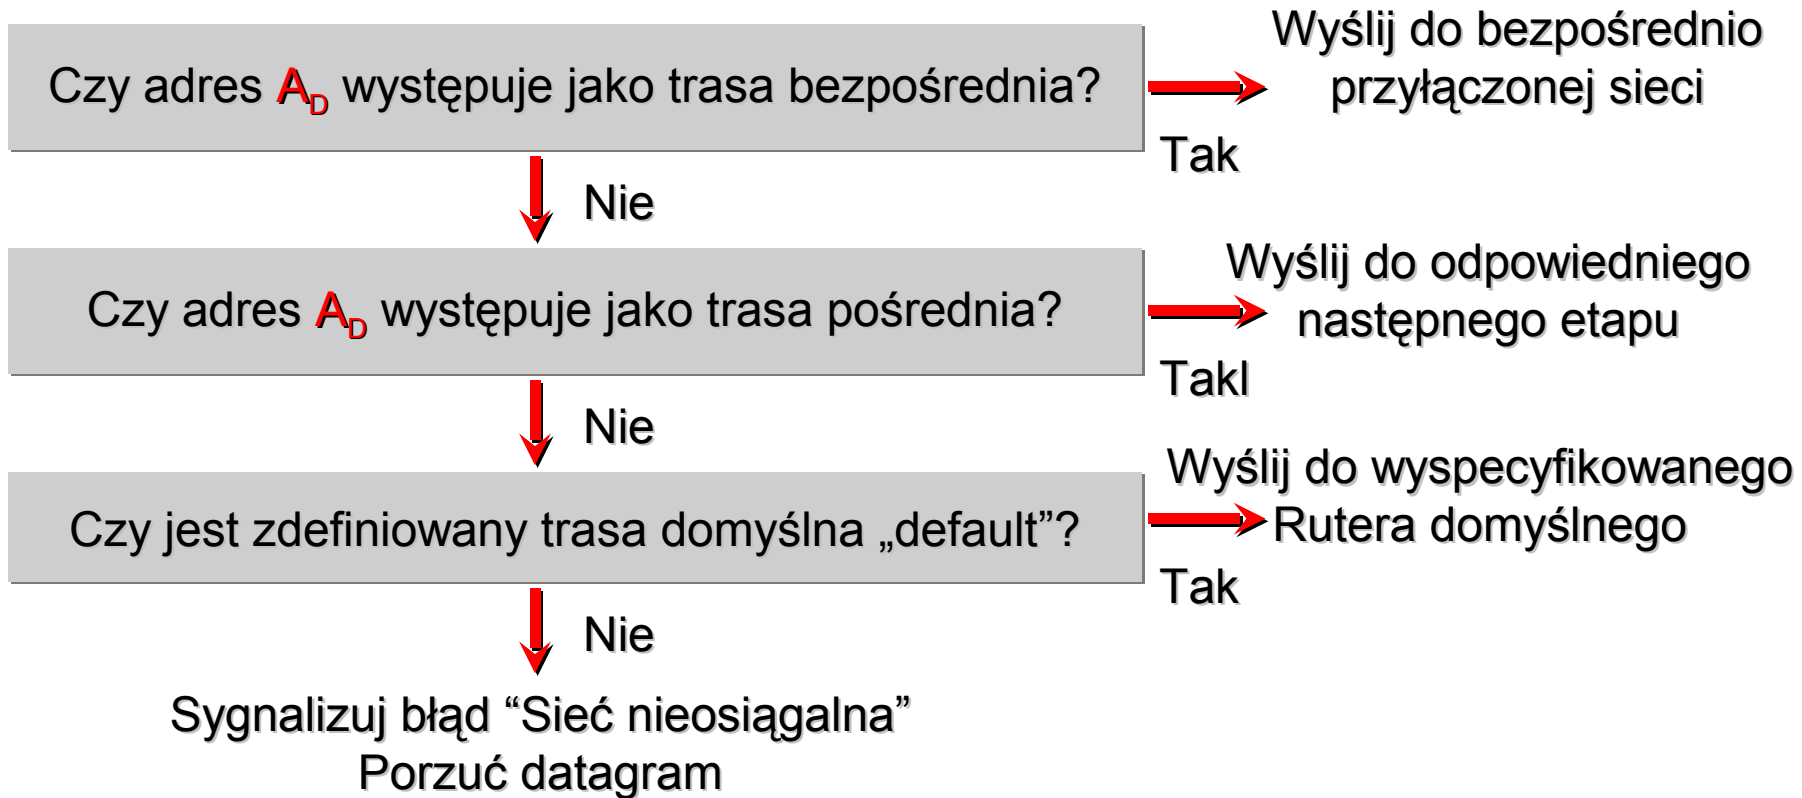 Wyślij do bezpośrednio
Czy adres AD występuje jako trasa bezpośrednia?
przyłączonej sieci
Tak
Nie
Wyślij do odpowiedniego
Czy adres AD występuje jako trasa pośrednia?
następnego etapu
Takl
Nie
Wyślij do wyspecyfikowanego
Czy jest zdefiniowany trasa domyślna „default”?
Rutera domyślnego
Tak
Nie
Sygnalizuj błąd “Sieć nieosiągalna”
Porzuć datagram